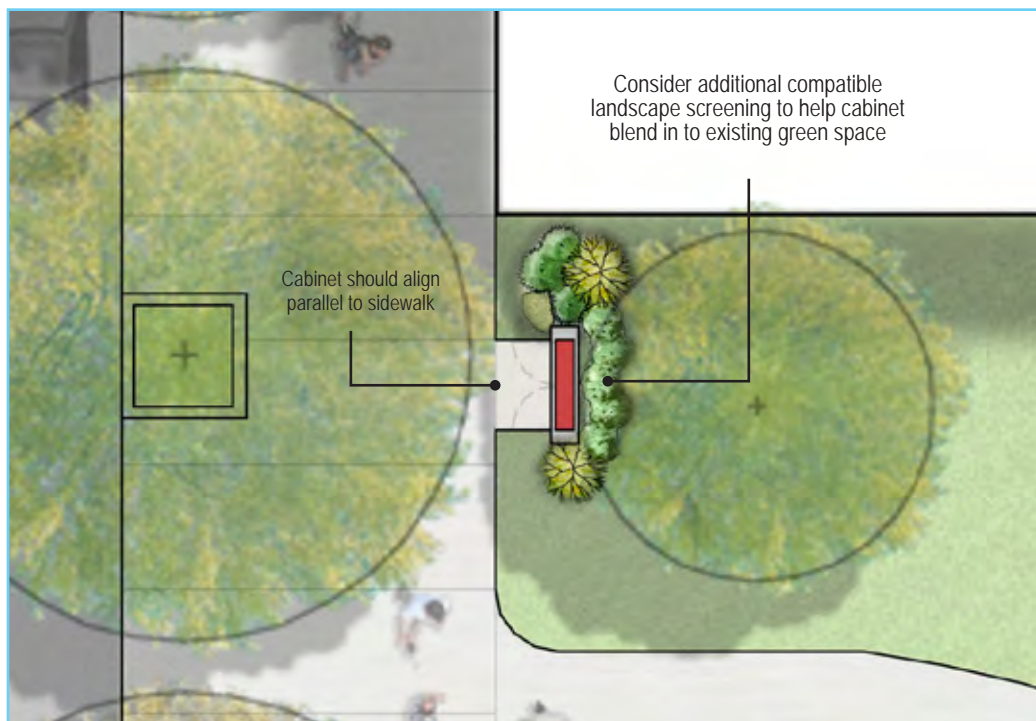 Consider additional compatible
landscape screening to help cabinet
blend in to existing green space
Cabinet should align
parallel to sidewalk